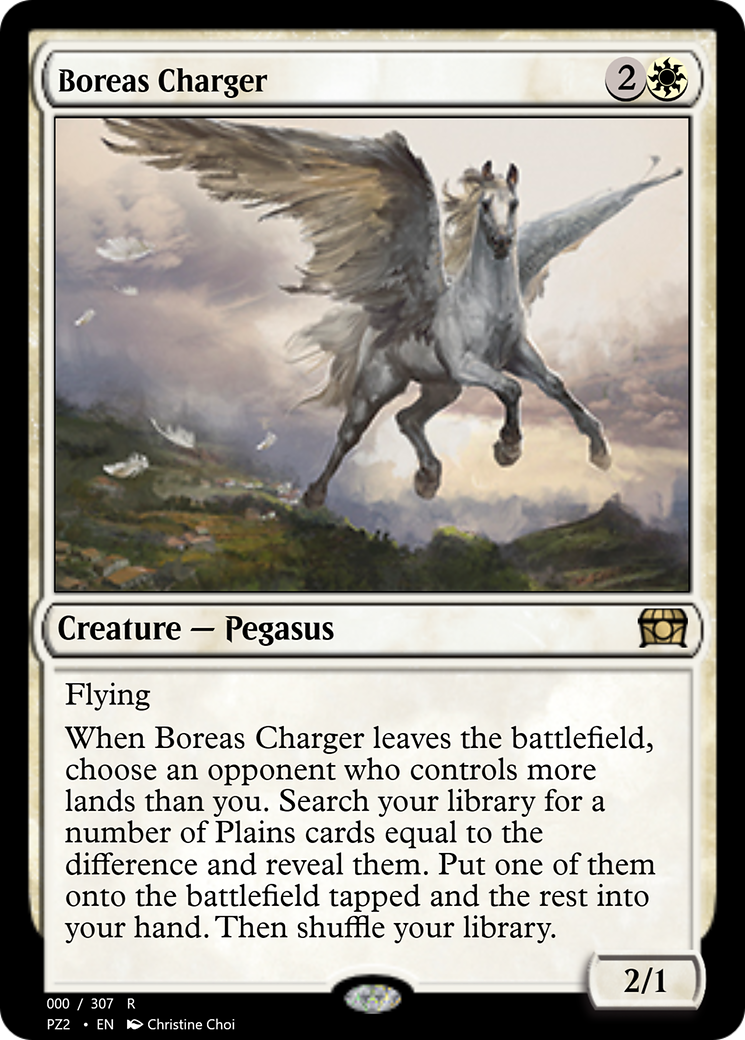 Boreas Charger 2
Creature — Pegasus
Flying
When Boreas Charger leaves the battlefield,
choose an opponent who controls more
lands than you. Search your library for a
number of Plains cards equal to the
difference and reveal them. Put one of them
onto the battlefield tapped and the rest into
your hand. Then shuffle your library.
2/1
000 / 307 R
PZ2 • EN Christine Choi